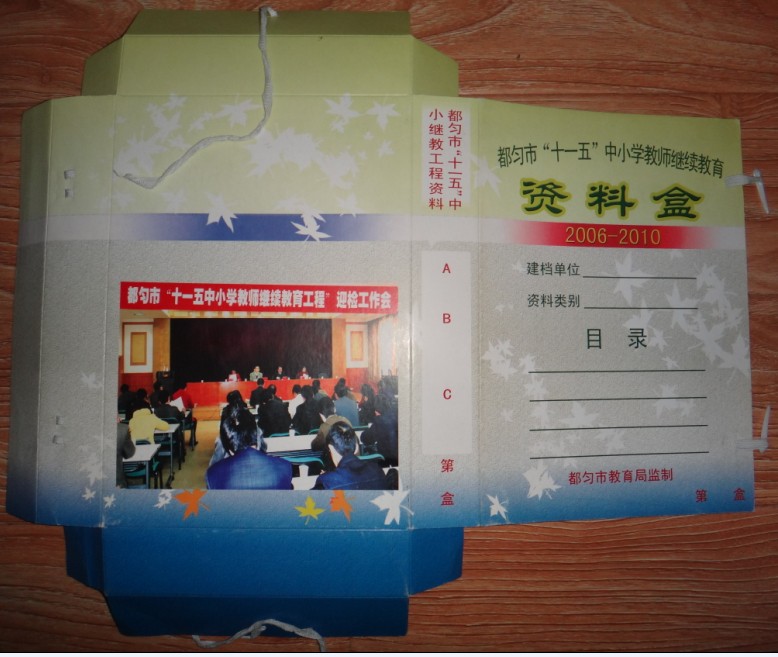 都匀市“十一五”中小学教师继续教育
资料盒
2006-2010
建档单位
资料类别
目录
都匀市教育局监制
第 盒
都匀市“十一五”中
小继教工程资料
A
B
C
第
盒
都匀市“十一五中小学教师继续教育工程”迎检工作会